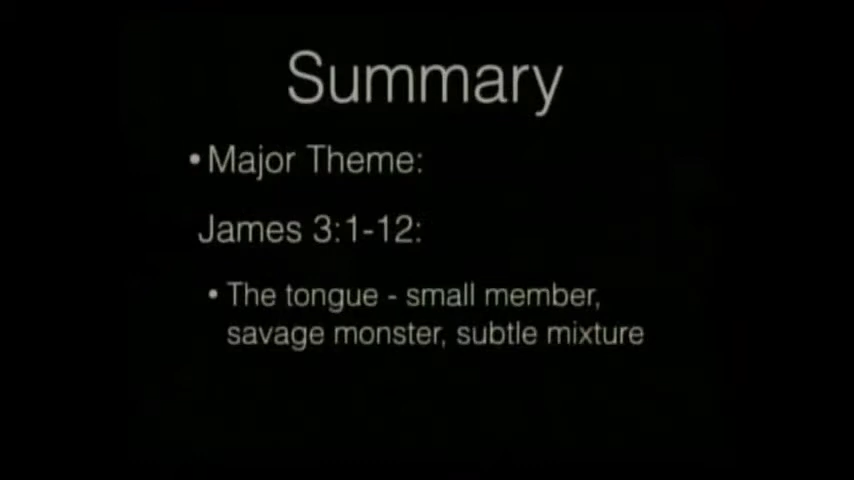 Summary
• Major Theme:
James 3:1-12:
• The tongue - small member,
savage monster, subtle mixture